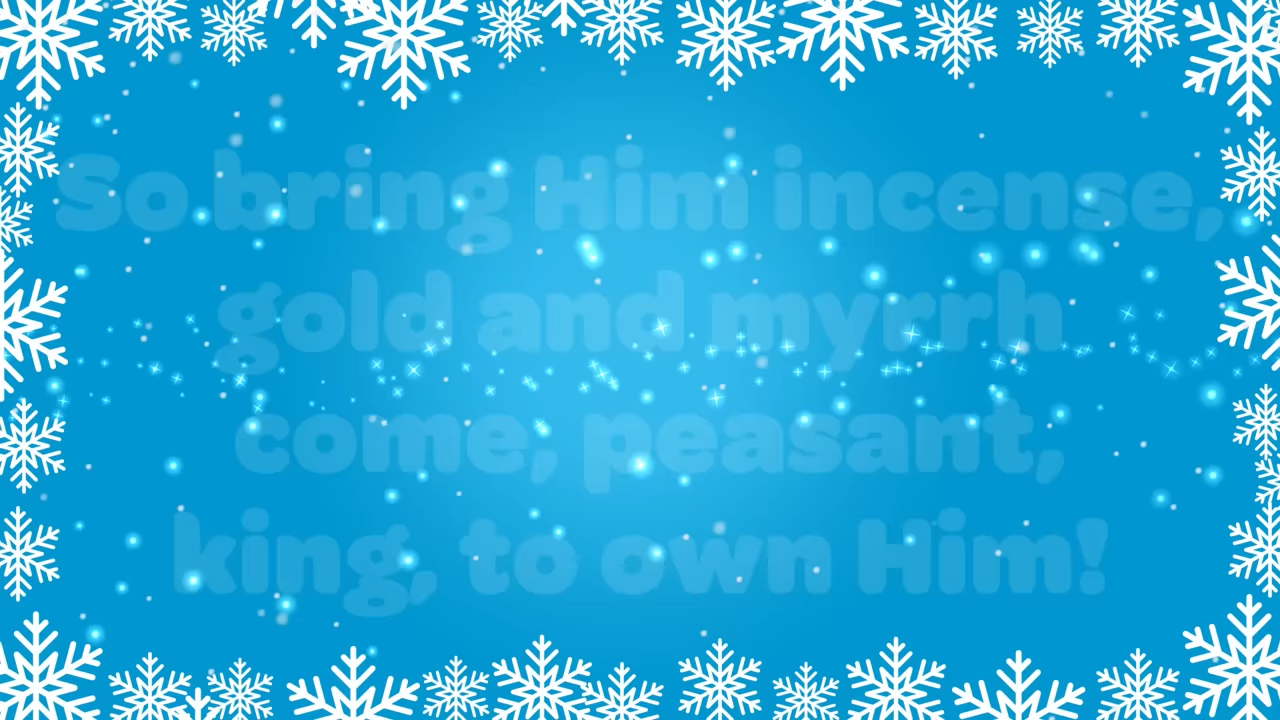 So bring Him incense,
gold and myrrh
come, peasant,
king, to own Him!